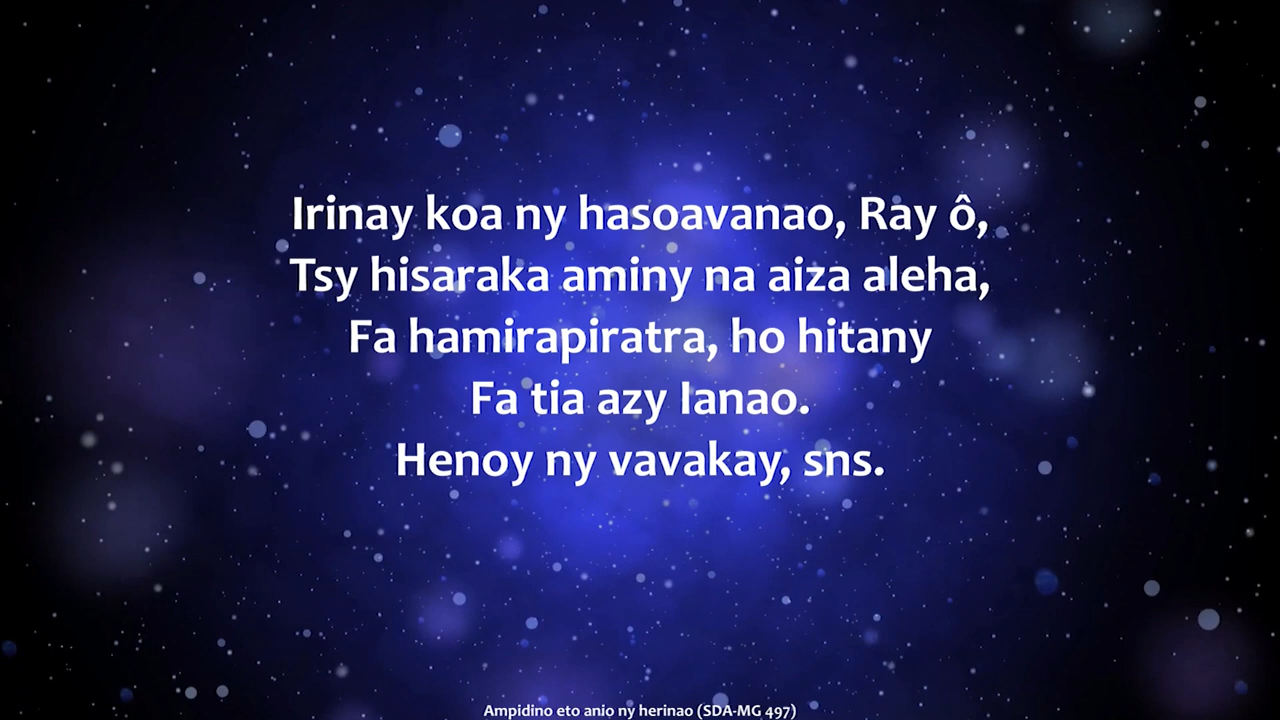 Irinay koa ny hasoavanao, Ray ô,
Tsy hisaraka aminy na aiza aleha,
Fa hamirapiratra, ho hitany
Fa tia azy Ianao.
Henoy ny vavakay, sns.
Ampidino eto anio ny herinao (SDA-MG 497)